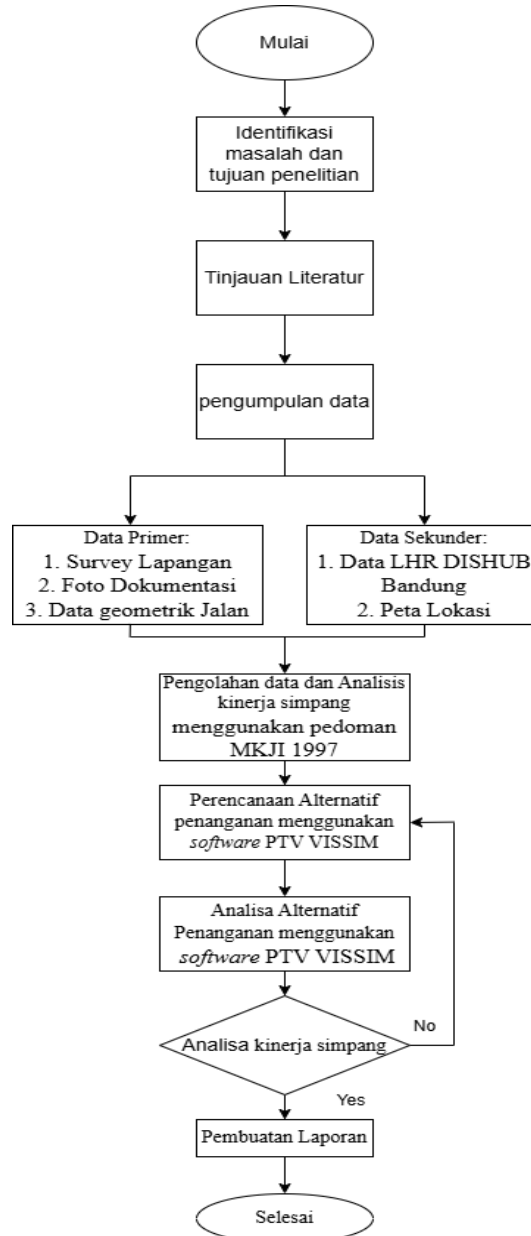 Mulai
Identifikasi
masalah dan
tujuan penelitian
Tinjauan Literatur
pengumpulan data
Data Primer:
1. Survey Lapangan
2. Foto Dokumentasi
3. Data geometrik Jalan
Data Sekunder:
1. Data LHR DISHUB
Bandung
2. Peta Lokasi
Pengolahan data dan Analisis
kinerja simpang
menggunakan pedoman
MKJI 1997
Perencanaan Alternatif
penanganan menggunakan
software PTV VISSIM
Analisa Alternatif
Penanganan menggunakan
software PTV VISSIM
No
Analisa kinerja simpang
Yes
Pembuatan Laporan
Selesai